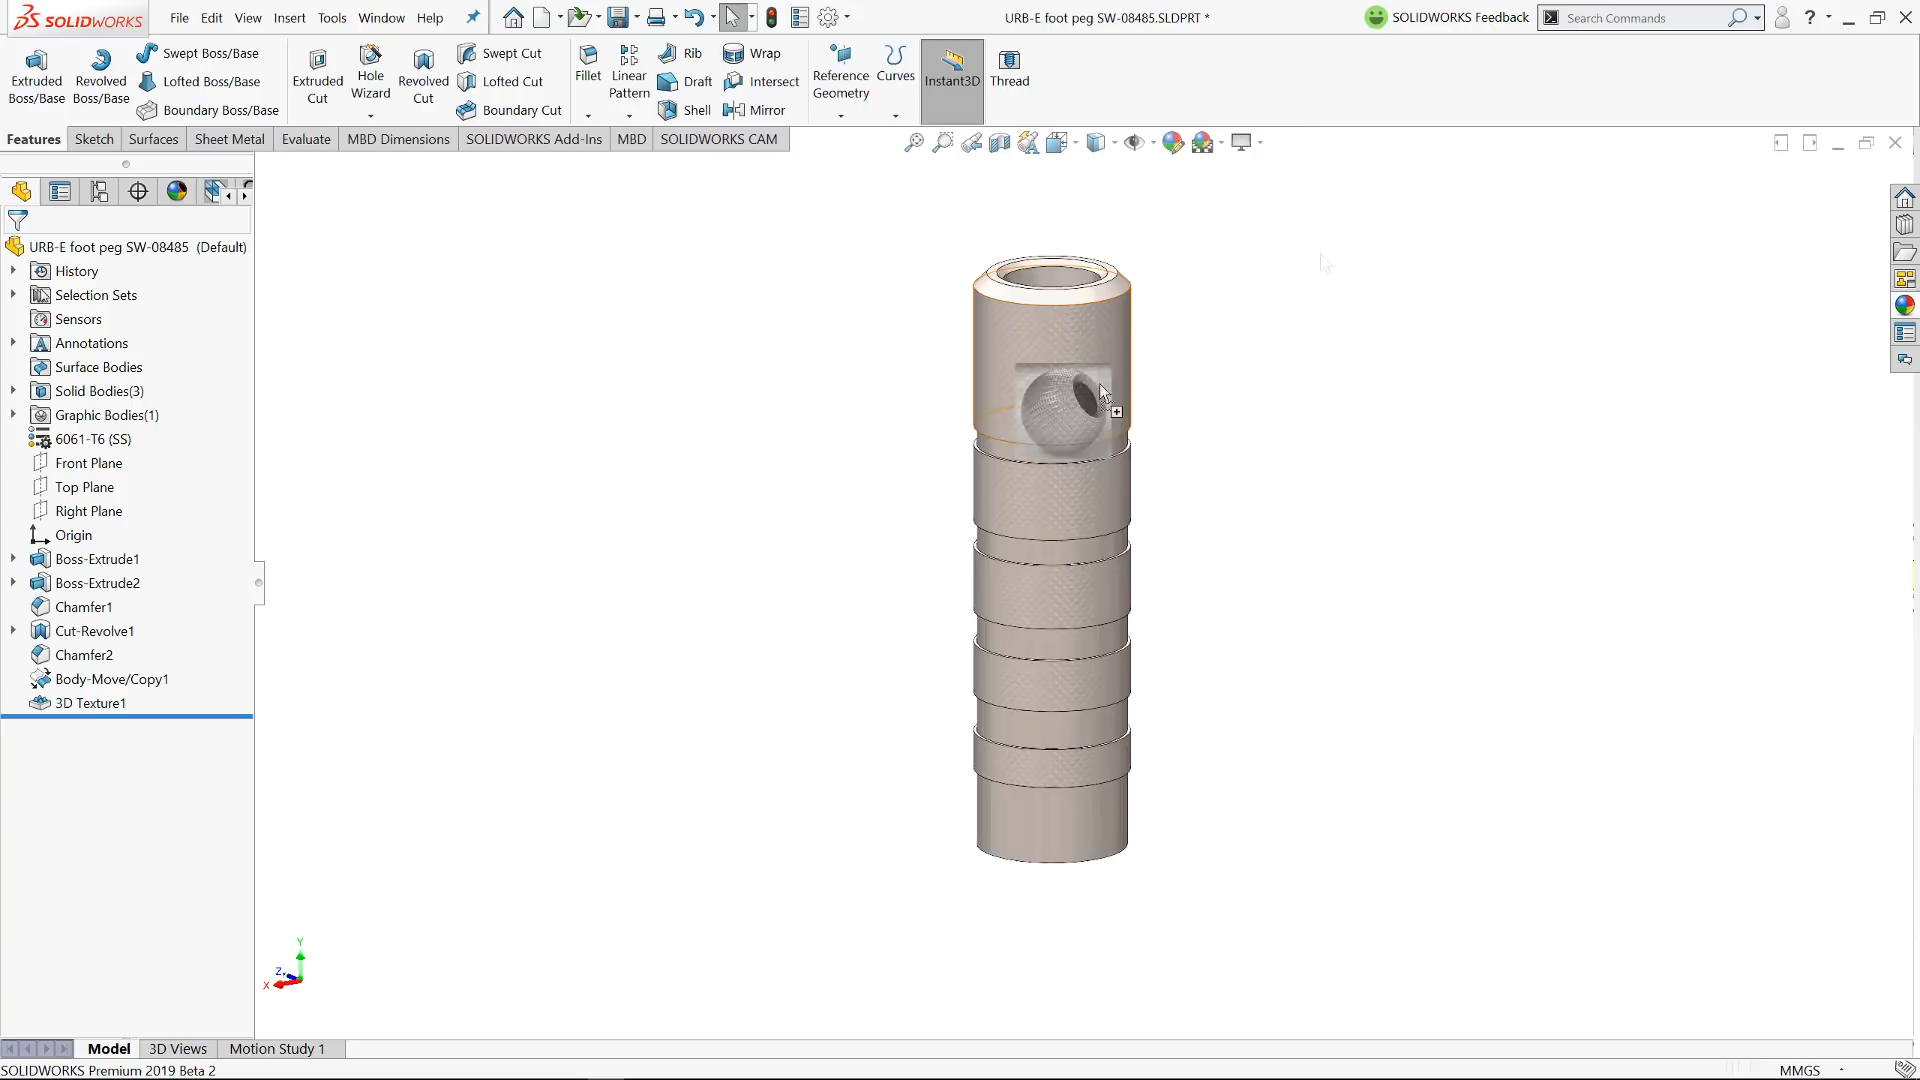 SOLIDWORKS
File Edit View Insert Tools Window Help
URB-E foot peg SW-08485.SLDPRT *
SOLIDWORKS Feedback
Search Commands
?
Extruded Boss/Base
Revolved Boss/Base
Swept Boss/Base
Lofted Boss/Base
Boundary Boss/Base
Extruded Cut
Hole Wizard
Revolved Cut
Swept Cut
Lofted Cut
Boundary Cut
Fillet
Linear Pattern
Rib
Draft
Shell
Wrap
Intersect
Mirror
Reference Geometry
Curves
Instant3D
Thread
Features Sketch Surfaces Sheet Metal Evaluate MBD Dimensions SOLIDWORKS Add-Ins MBD SOLIDWORKS CAM
URB-E foot peg SW-08485 (Default)
History
Selection Sets
Sensors
Annotations
Surface Bodies
Solid Bodies(3)
Graphic Bodies(1)
6061-T6 (SS)
Front Plane
Top Plane
Right Plane
Origin
Boss-Extrude1
Boss-Extrude2
Chamfer1
Cut-Revolve1
Chamfer2
Body-Move/Copy1
3D Texture1
Y
Z
X
Model 3D Views Motion Study 1
SOLIDWORKS Premium 2019 Beta 2
MMGS